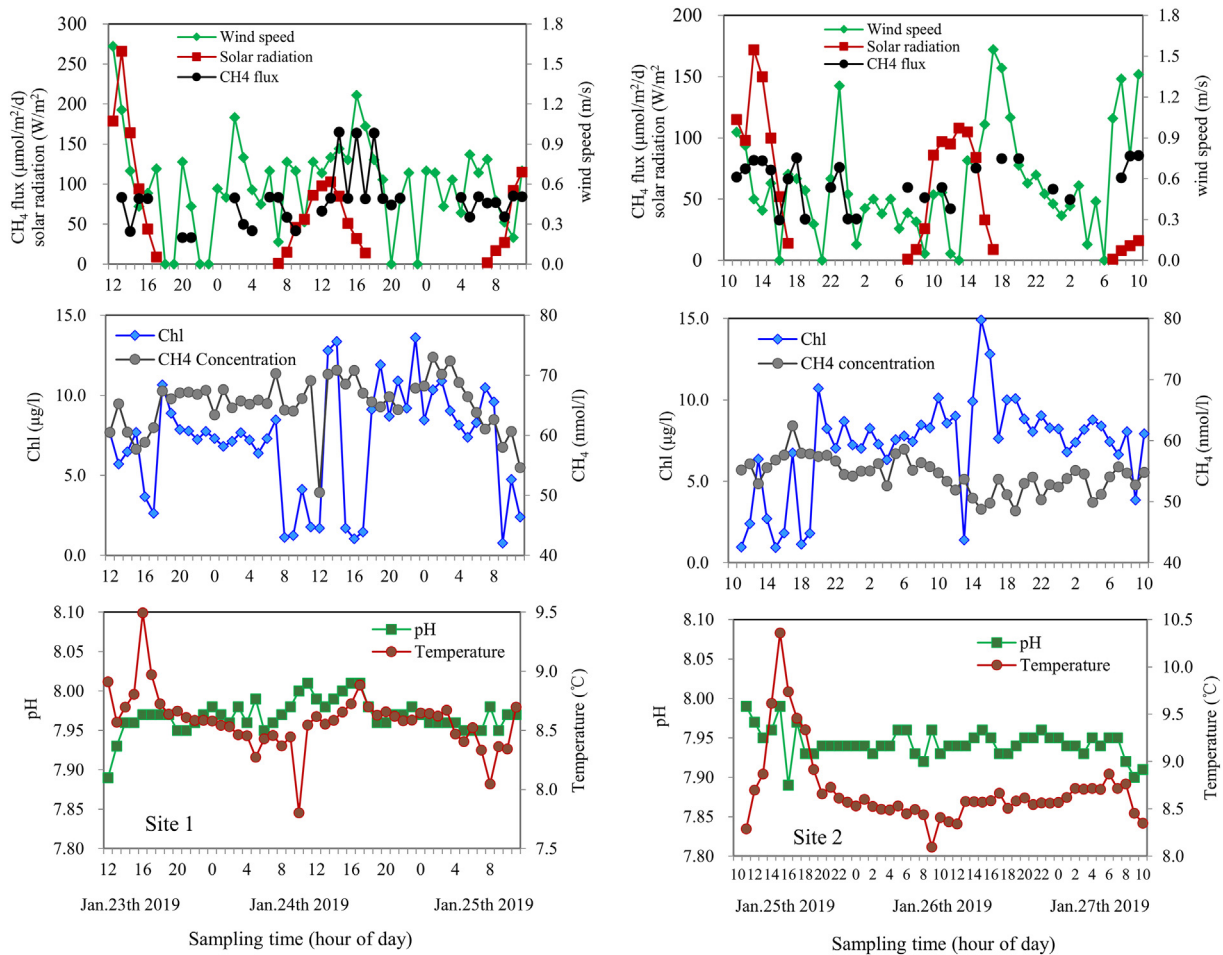 300
250
200
150
100
50
0
1.8
1.5
1.2
0.9
0.6
0.3
0.0
CH4 flux (μmol/m²/d)
solar radiation (W/m²)
wind speed (m/s)
Wind speed
Solar radiation
CH4 flux
12 16 20 0 4 8 12 16 20 0 4 8
200
150
100
50
0
1.8
1.5
1.2
0.9
0.6
0.3
0.0
CH4 flux (μmol/m²/d)
solar radiation (W/m²)
wind speed (m/s)
Wind speed
Solar radiation
CH4 flux
10 14 18 22 2 6 10 14 18 22 2 6 10
15.0
10.0
5.0
0.0
80
70
60
50
40
Chl (μg/l)
CH₄ (nmol/l)
Chl
CH4 Concentration
12 16 20 0 4 8 12 16 20 0 4 8
15.0
10.0
5.0
0.0
80
70
60
50
40
Chl (μg/l)
CH₄ (nmol/l)
Chl
CH4 concentration
10 14 18 22 2 6 10 14 18 22 2 6 10
8.10
8.05
8.00
7.95
7.90
7.85
7.80
9.5
9.0
8.5
8.0
7.5
pH
Temperature (℃)
pH
Temperature
Site 1
12 16 20 0 4 8 12 16 20 0 4 8
Jan.23th 2019 Jan.24th 2019 Jan.25th 2019
Sampling time (hour of day)
8.10
8.05
8.00
7.95
7.90
7.85
7.80
10.5
10.0
9.5
9.0
8.5
8.0
pH
Temperature (℃)
pH
Temperature
Site 2
10 12 14 16 18 20 22 0 2 4 6 8 10 12 14 16 18 20 22 0 2 4 6 8 10
Jan.25th 2019 Jan.26th 2019 Jan.27th 2019
Sampling time (hour of day)